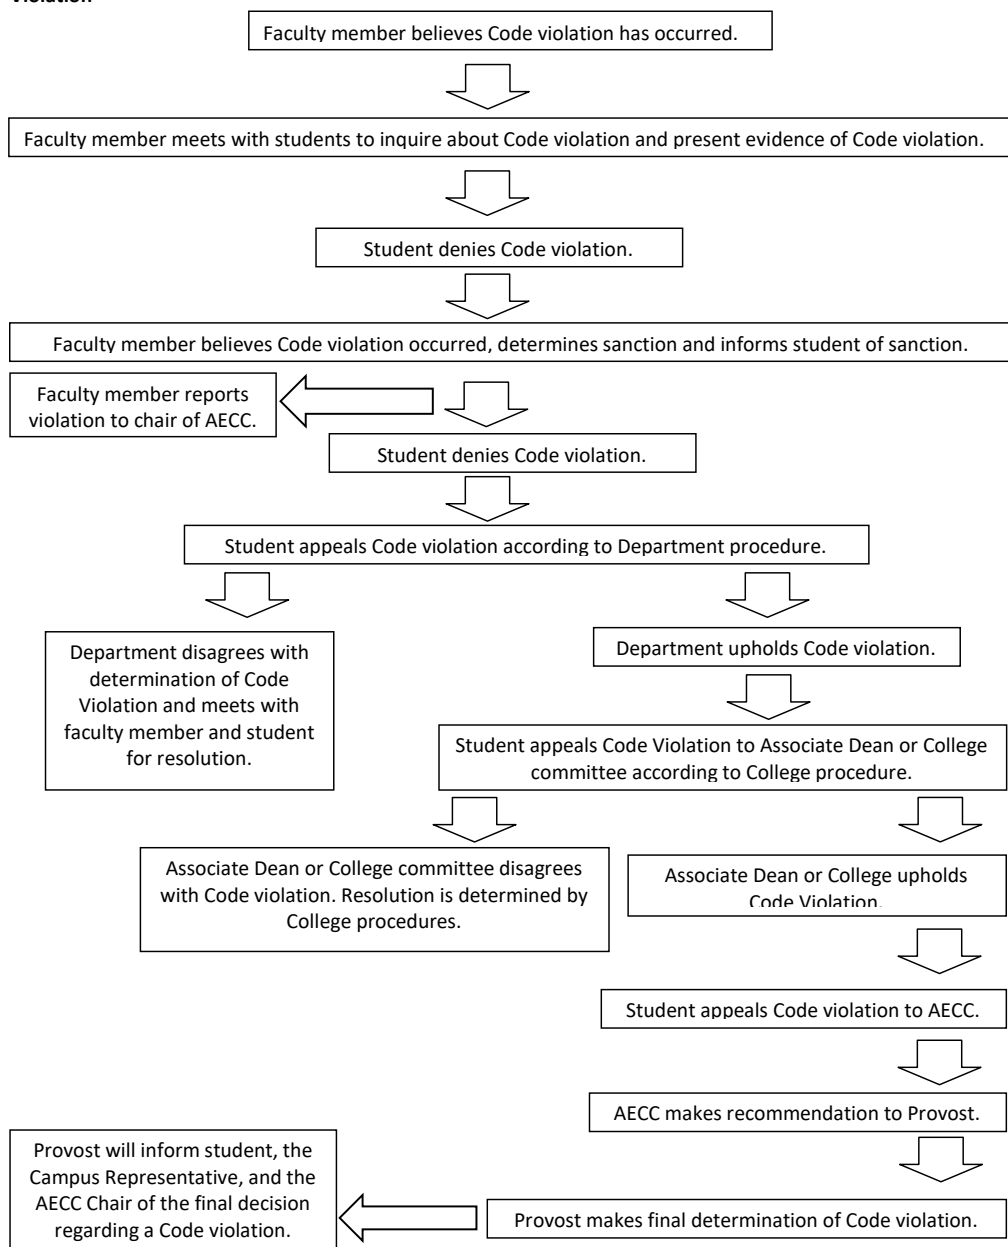 Violation
Faculty member believes Code violation has occurred.
Faculty member meets with students to inquire about Code violation and present evidence of Code violation.
Student denies Code violation.
Faculty member believes Code violation occurred, determines sanction and informs student of sanction.
Faculty member reports
violation to chair of AECC.
Student denies Code violation.
Student appeals Code violation according to Department procedure.
Department disagrees with
determination of Code
Violation and meets with
faculty member and student
for resolution.
Department upholds Code violation.
Student appeals Code Violation to Associate Dean or College
committee according to College procedure.
Associate Dean or College committee disagrees
with Code violation. Resolution is determined by
College procedures.
Associate Dean or College upholds
Code Violation.
Student appeals Code violation to AECC.
AECC makes recommendation to Provost.
Provost will inform student, the
Campus Representative, and the
AECC Chair of the final decision
regarding a Code violation.
Provost makes final determination of Code violation.